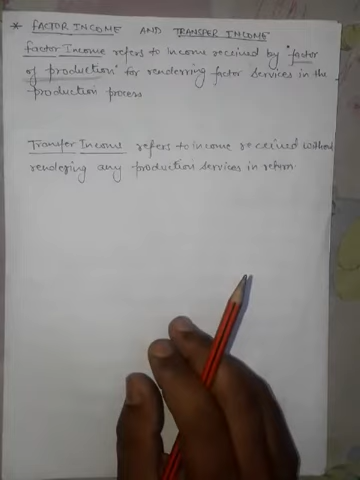 * FACTOR INCOME AND TRANSFER INCOME
Factor Income refers to income received by "factor
of production" for renderring factor services in the
production process
Transfer Income refers to income received without
rendering any production services in return.